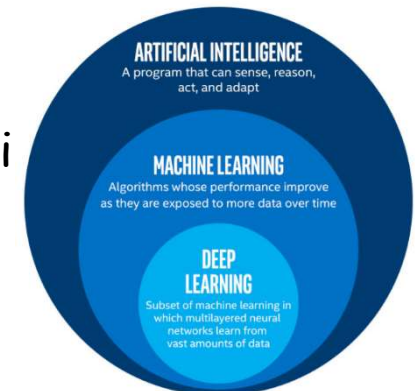 ARTIFICIAL INTELLIGENCE
A program that can sense, reason,
act, and adapt
i
MACHINE LEARNING
Algorithms whose performance improve
as they are exposed to more data over time
DEEP
LEARNING
Subset of machine learning in
which multilayered neural
networks learn from
vast amounts of data